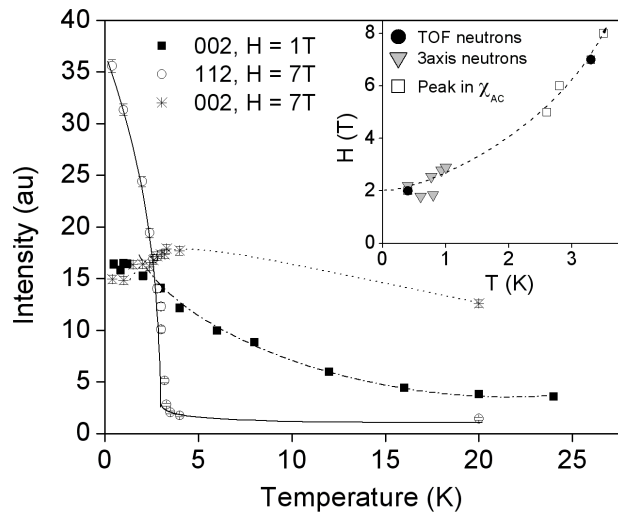 40
35
30
25
20
15
10
5
0
Intensity (au)
002, H = 1T
112, H = 7T
002, H = 7T
0 5 10 15 20 25
Temperature (K)
8
6
4
2
0
H (T)
TOF neutrons
3axis neutrons
Peak in χAC
0 1 2 3
T (K)